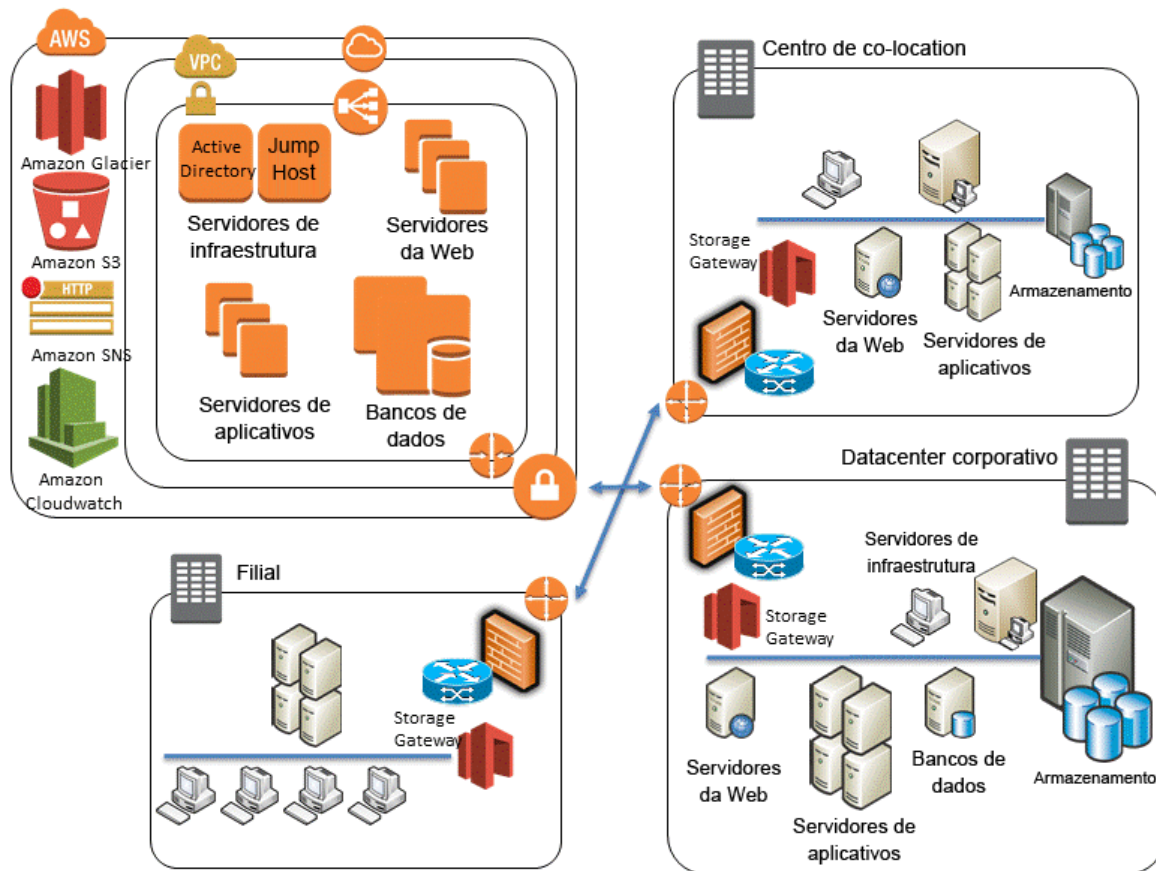 AWS
VPC
Amazon Glacier
Amazon S3
HTTP
Amazon SNS
Amazon
Cloudwatch
Active
Directory
Jump
Host
Servidores de
infraestrutura
Servidores
da Web
Servidores de
aplicativos
Bancos de
dados
Centro de co-location
Storage
Gateway
Servidores
da Web
Servidores de
aplicativos
Armazenamento
Datacenter corporativo
Servidores de
infraestrutura
Storage
Gateway
Servidores
da Web
Servidores de
aplicativos
Bancos de
dados
Armazenamento
Filial
Storage
Gateway